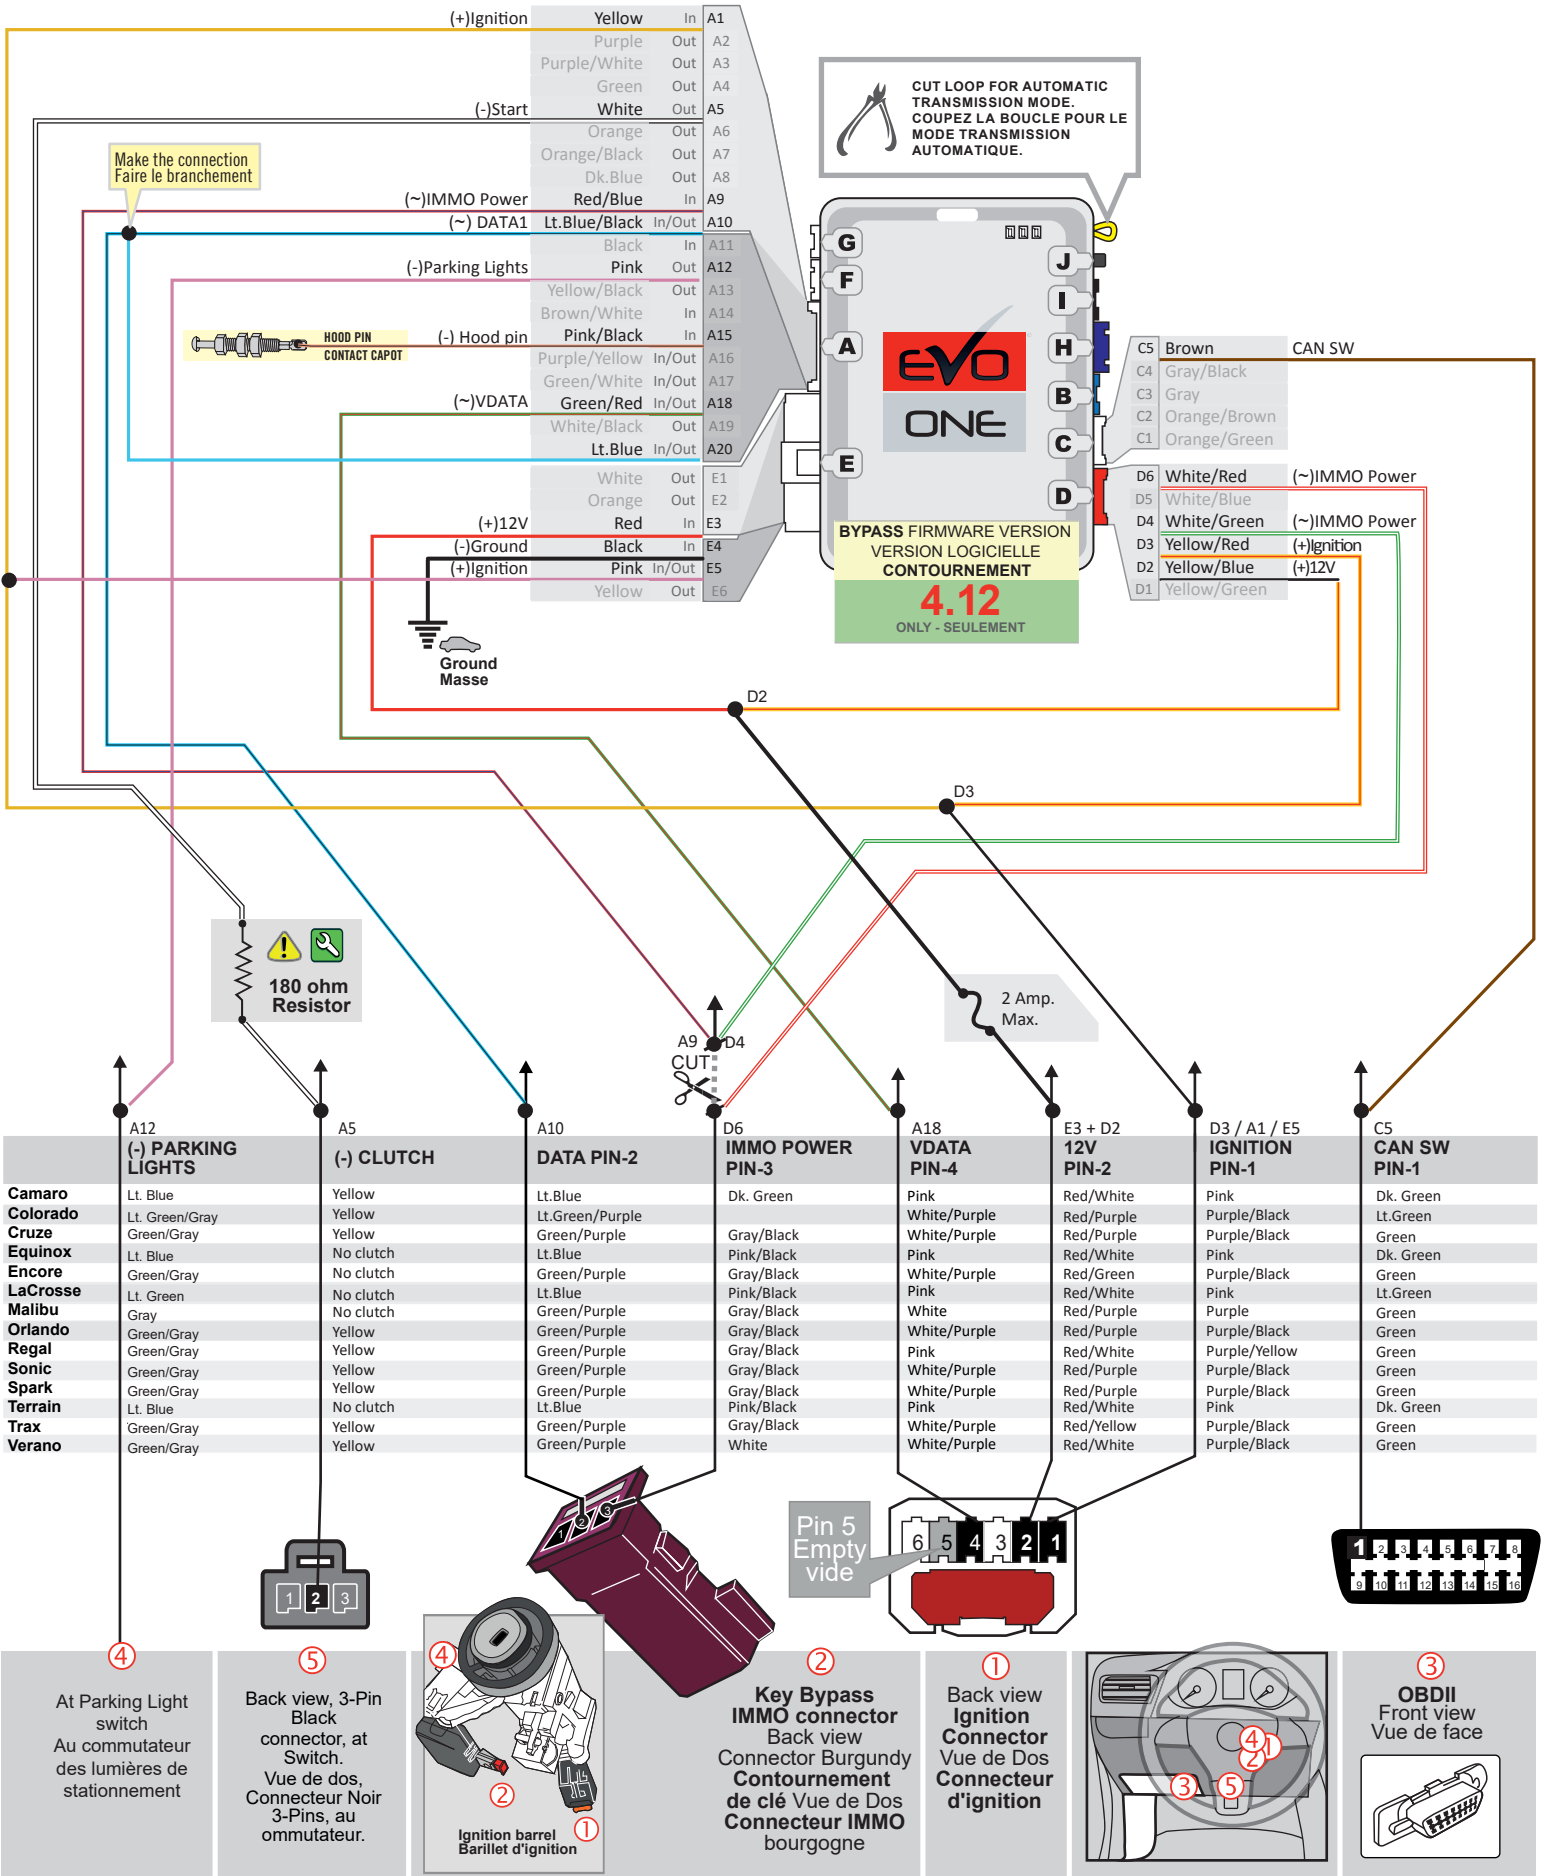 (+)Ignition Yellow In A1
Purple Out A2
Purple/White Out A3
Green Out A4
(-)Start White Out A5
Orange Out A6
Orange/Black Out A7
Dk.Blue Out A8
(~)IMMO Power Red/Blue In A9
(~) DATA1 Lt.Blue/Black In/Out A10
Black In A11
(-)Parking Lights Pink Out A12
Yellow/Black Out A13
Brown/White In A14
(-) Hood pin Pink/Black In A15
Purple/Yellow In/Out A16
Green/White In/Out A17
(~)VDATA Green/Red In/Out A18
White/Black Out A19
Lt.Blue In/Out A20
White Out E1
Orange Out E2
(+)12V Red In E3
(-)Ground Black In E4
(+)Ignition Pink In/Out E5
Yellow Out E6
Make the connection
Faire le branchement
HOOD PIN
CONTACT CAPOT
Ground
Masse
CUT LOOP FOR AUTOMATIC
TRANSMISSION MODE.
COUPEZ LA BOUCLE POUR LE
MODE TRANSMISSION
AUTOMATIQUE.
G
F
A
E
J
I
H
B
C
D
EVO
ONE
BYPASS FIRMWARE VERSION
VERSION LOGICIELLE
CONTOURNEMENT
4.12
ONLY - SEULEMENT
C5 Brown CAN SW
C4 Gray/Black
C3 Gray
C2 Orange/Brown
C1 Orange/Green
D6 White/Red (~)IMMO Power
D5 White/Blue
D4 White/Green (~)IMMO Power
D3 Yellow/Red (+)Ignition
D2 Yellow/Blue (+)12V
D1 Yellow/Green
D2
D3
180 ohm
Resistor
2 Amp.
Max.
A9 D4
CUT
A12 A5 A10 D6 A18 E3 + D2 D3 / A1 / E5 C5
(-) PARKING LIGHTS (-) CLUTCH DATA PIN-2 IMMO POWER PIN-3 VDATA PIN-4 12V PIN-2 IGNITION PIN-1 CAN SW PIN-1
Camaro Lt. Blue Yellow Lt.Blue Dk. Green Pink Red/White Pink Dk. Green
Colorado Lt. Green/Gray Yellow Lt.Green/Purple White/Purple Red/Purple Purple/Black Lt.Green
Cruze Green/Gray Yellow Green/Purple Gray/Black White/Purple Red/Purple Purple/Black Green
Equinox Lt. Blue No clutch Lt.Blue Pink/Black Pink Red/White Pink Dk. Green
Encore Green/Gray No clutch Green/Purple Gray/Black White/Purple Red/Green Purple/Black Green
LaCrosse Lt. Green No clutch Lt.Blue Pink/Black Pink Red/White Pink Lt.Green
Malibu Gray No clutch Green/Purple Gray/Black White Red/Purple Purple Green
Orlando Green/Gray Yellow Green/Purple Gray/Black White/Purple Red/Purple Purple/Black Green
Regal Green/Gray Yellow Green/Purple Gray/Black Pink Red/White Purple/Yellow Green
Sonic Green/Gray Yellow Green/Purple Gray/Black White/Purple Red/Purple Purple/Black Green
Spark Green/Gray Yellow Green/Purple Gray/Black White/Purple Red/Purple Purple/Black Green
Terrain Lt. Blue No clutch Lt.Blue Pink/Black Pink Red/White Pink Dk. Green
Trax Green/Gray Yellow Green/Purple Gray/Black White/Purple Red/Yellow Purple/Black Green
Verano Green/Gray Yellow Green/Purple White White/Purple Red/White Purple/Black Green
1 2 3
1 2 3
Pin 5
Empty
vide
6 5 4 3 2 1
1 2 3 4 5 6 7 8
9 10 11 12 13 14 15 16
4
At Parking Light
switch
Au commutateur
des lumières de
stationnement
5
Back view, 3-Pin
Black
connector, at
Switch.
Vue de dos,
Connecteur Noir
3-Pins, au
ommutateur.
4
2
1
Ignition barrel
Barillet d'ignition
2
Key Bypass
IMMO connector
Back view
Connector Burgundy
Contournement
de clé Vue de Dos
Connecteur IMMO
bourgogne
1
Back view
Ignition
Connector
Vue de Dos
Connecteur
d'ignition
4
1
2
3
5
3
OBDII
Front view
Vue de face